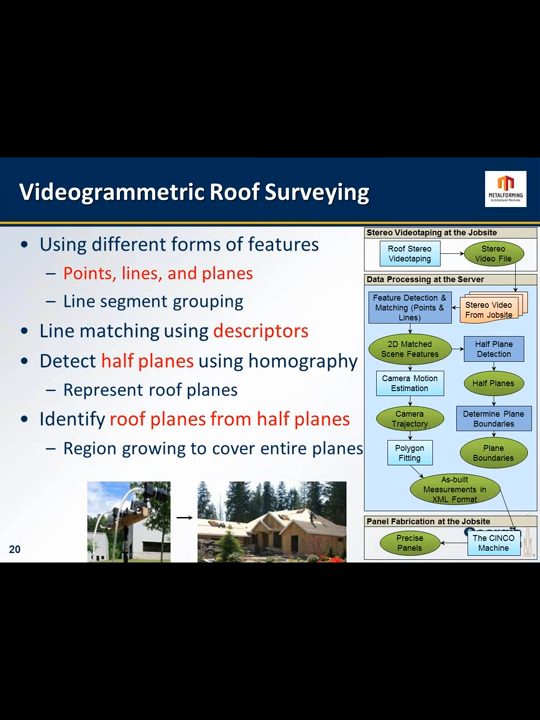 Videogrammetric Roof Surveying
METALFORMING
• Using different forms of features
– Points, lines, and planes
– Line segment grouping
• Line matching using descriptors
• Detect half planes using homography
– Represent roof planes
• Identify roof planes from half planes
– Region growing to cover entire planes
20
Stereo Videotaping at the Jobsite
Roof Stereo
Videotaping
Stereo
Video File
Data Processing at the Server
Feature Detection &
Matching (Points &
Lines)
Stereo Video
From Jobsite
2D Matched
Scene Features
Half Plane
Detection
Camera Motion
Estimation
Half Planes
Camera
Trajectory
Determine Plane
Boundaries
Polygon
Fitting
Plane
Boundaries
As-built
Measurements in
XML Format
Panel Fabrication at the Jobsite
Precise
Panels
The CINCO
Machine